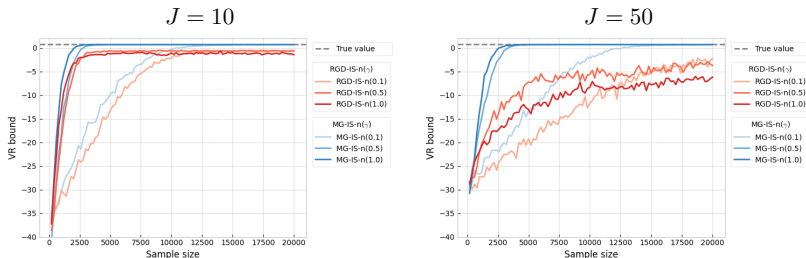 J = 10
0
−5
−10
−15
−20
−25
−30
−35
−40
0
2500
5000
7500
10000
12500
15000
17500
20000
VR bound
Sample size
True value
RGD-IS-n(γ)
RGD-IS-n(0.1)
RGD-IS-n(0.5)
RGD-IS-n(1.0)
MG-IS-n(γ)
MG-IS-n(0.1)
MG-IS-n(0.5)
MG-IS-n(1.0)
J = 50
0
−5
−10
−15
−20
−25
−30
−35
−40
0
2500
5000
7500
10000
12500
15000
17500
20000
VR bound
Sample size
True value
RGD-IS-n(γ)
RGD-IS-n(0.1)
RGD-IS-n(0.5)
RGD-IS-n(1.0)
MG-IS-n(γ)
MG-IS-n(0.1)
MG-IS-n(0.5)
MG-IS-n(1.0)